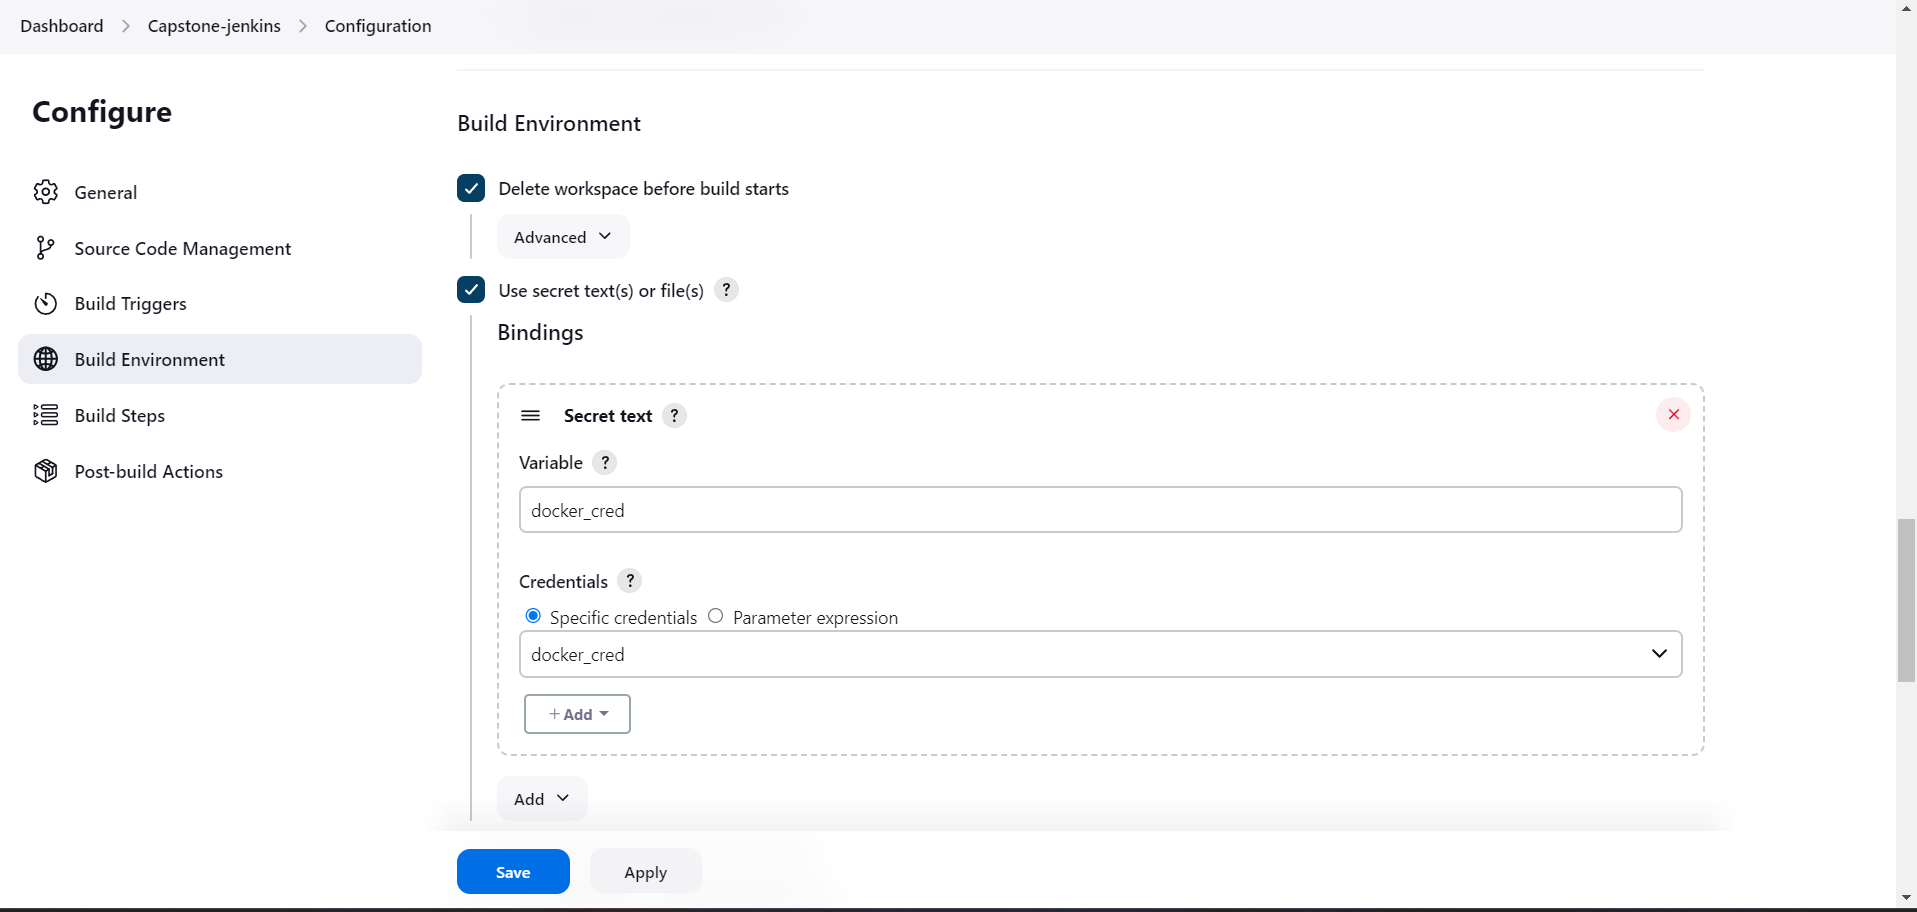 Dashboard > Capstone-jenkins > Configuration
Configure
General
Source Code Management
Build Triggers
Build Environment
Build Steps
Post-build Actions
Build Environment
Delete workspace before build starts
Advanced
Use secret text(s) or file(s) ?
Bindings
Secret text ?
Variable ?
docker_cred
Credentials ?
Specific credentials Parameter expression
docker_cred
+ Add
Add
Save Apply